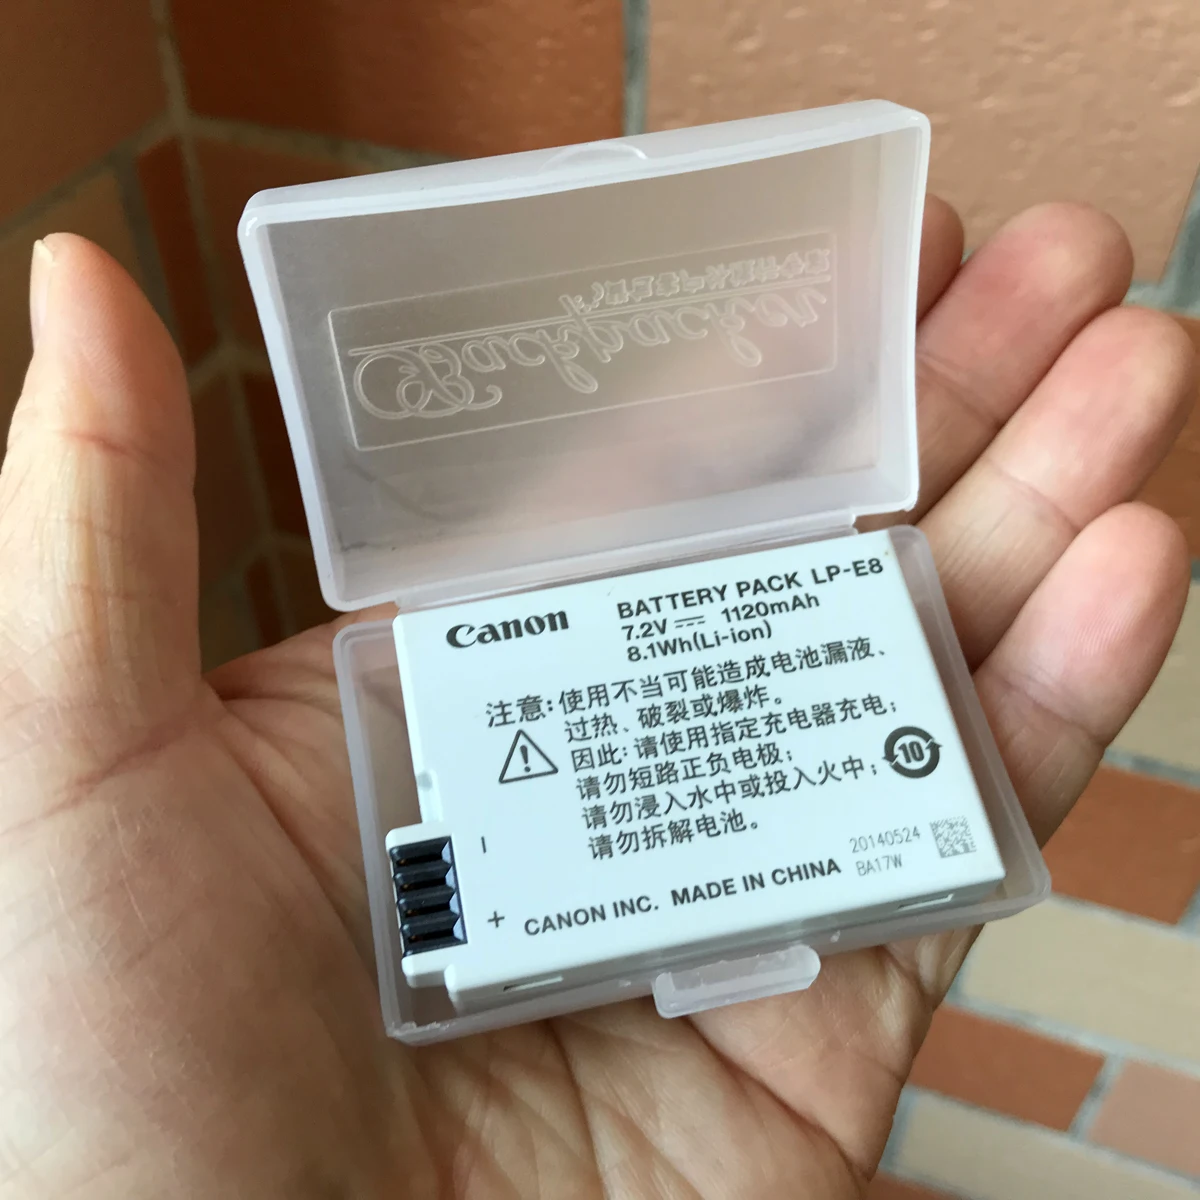 Backpacker
Canon
BATTERY PACK LP-E8
7.2V ⎓ 1120mAh
8.1Wh(Li-ion)
注意:使用不当可能造成电池漏液、
过热、破裂或爆炸。
因此:请使用指定充电器充电;
请勿短路正负电极;
请勿浸入水中或投入火中;
请勿拆解电池。
10
-
+
20140524
BA17W
CANON INC. MADE IN CHINA